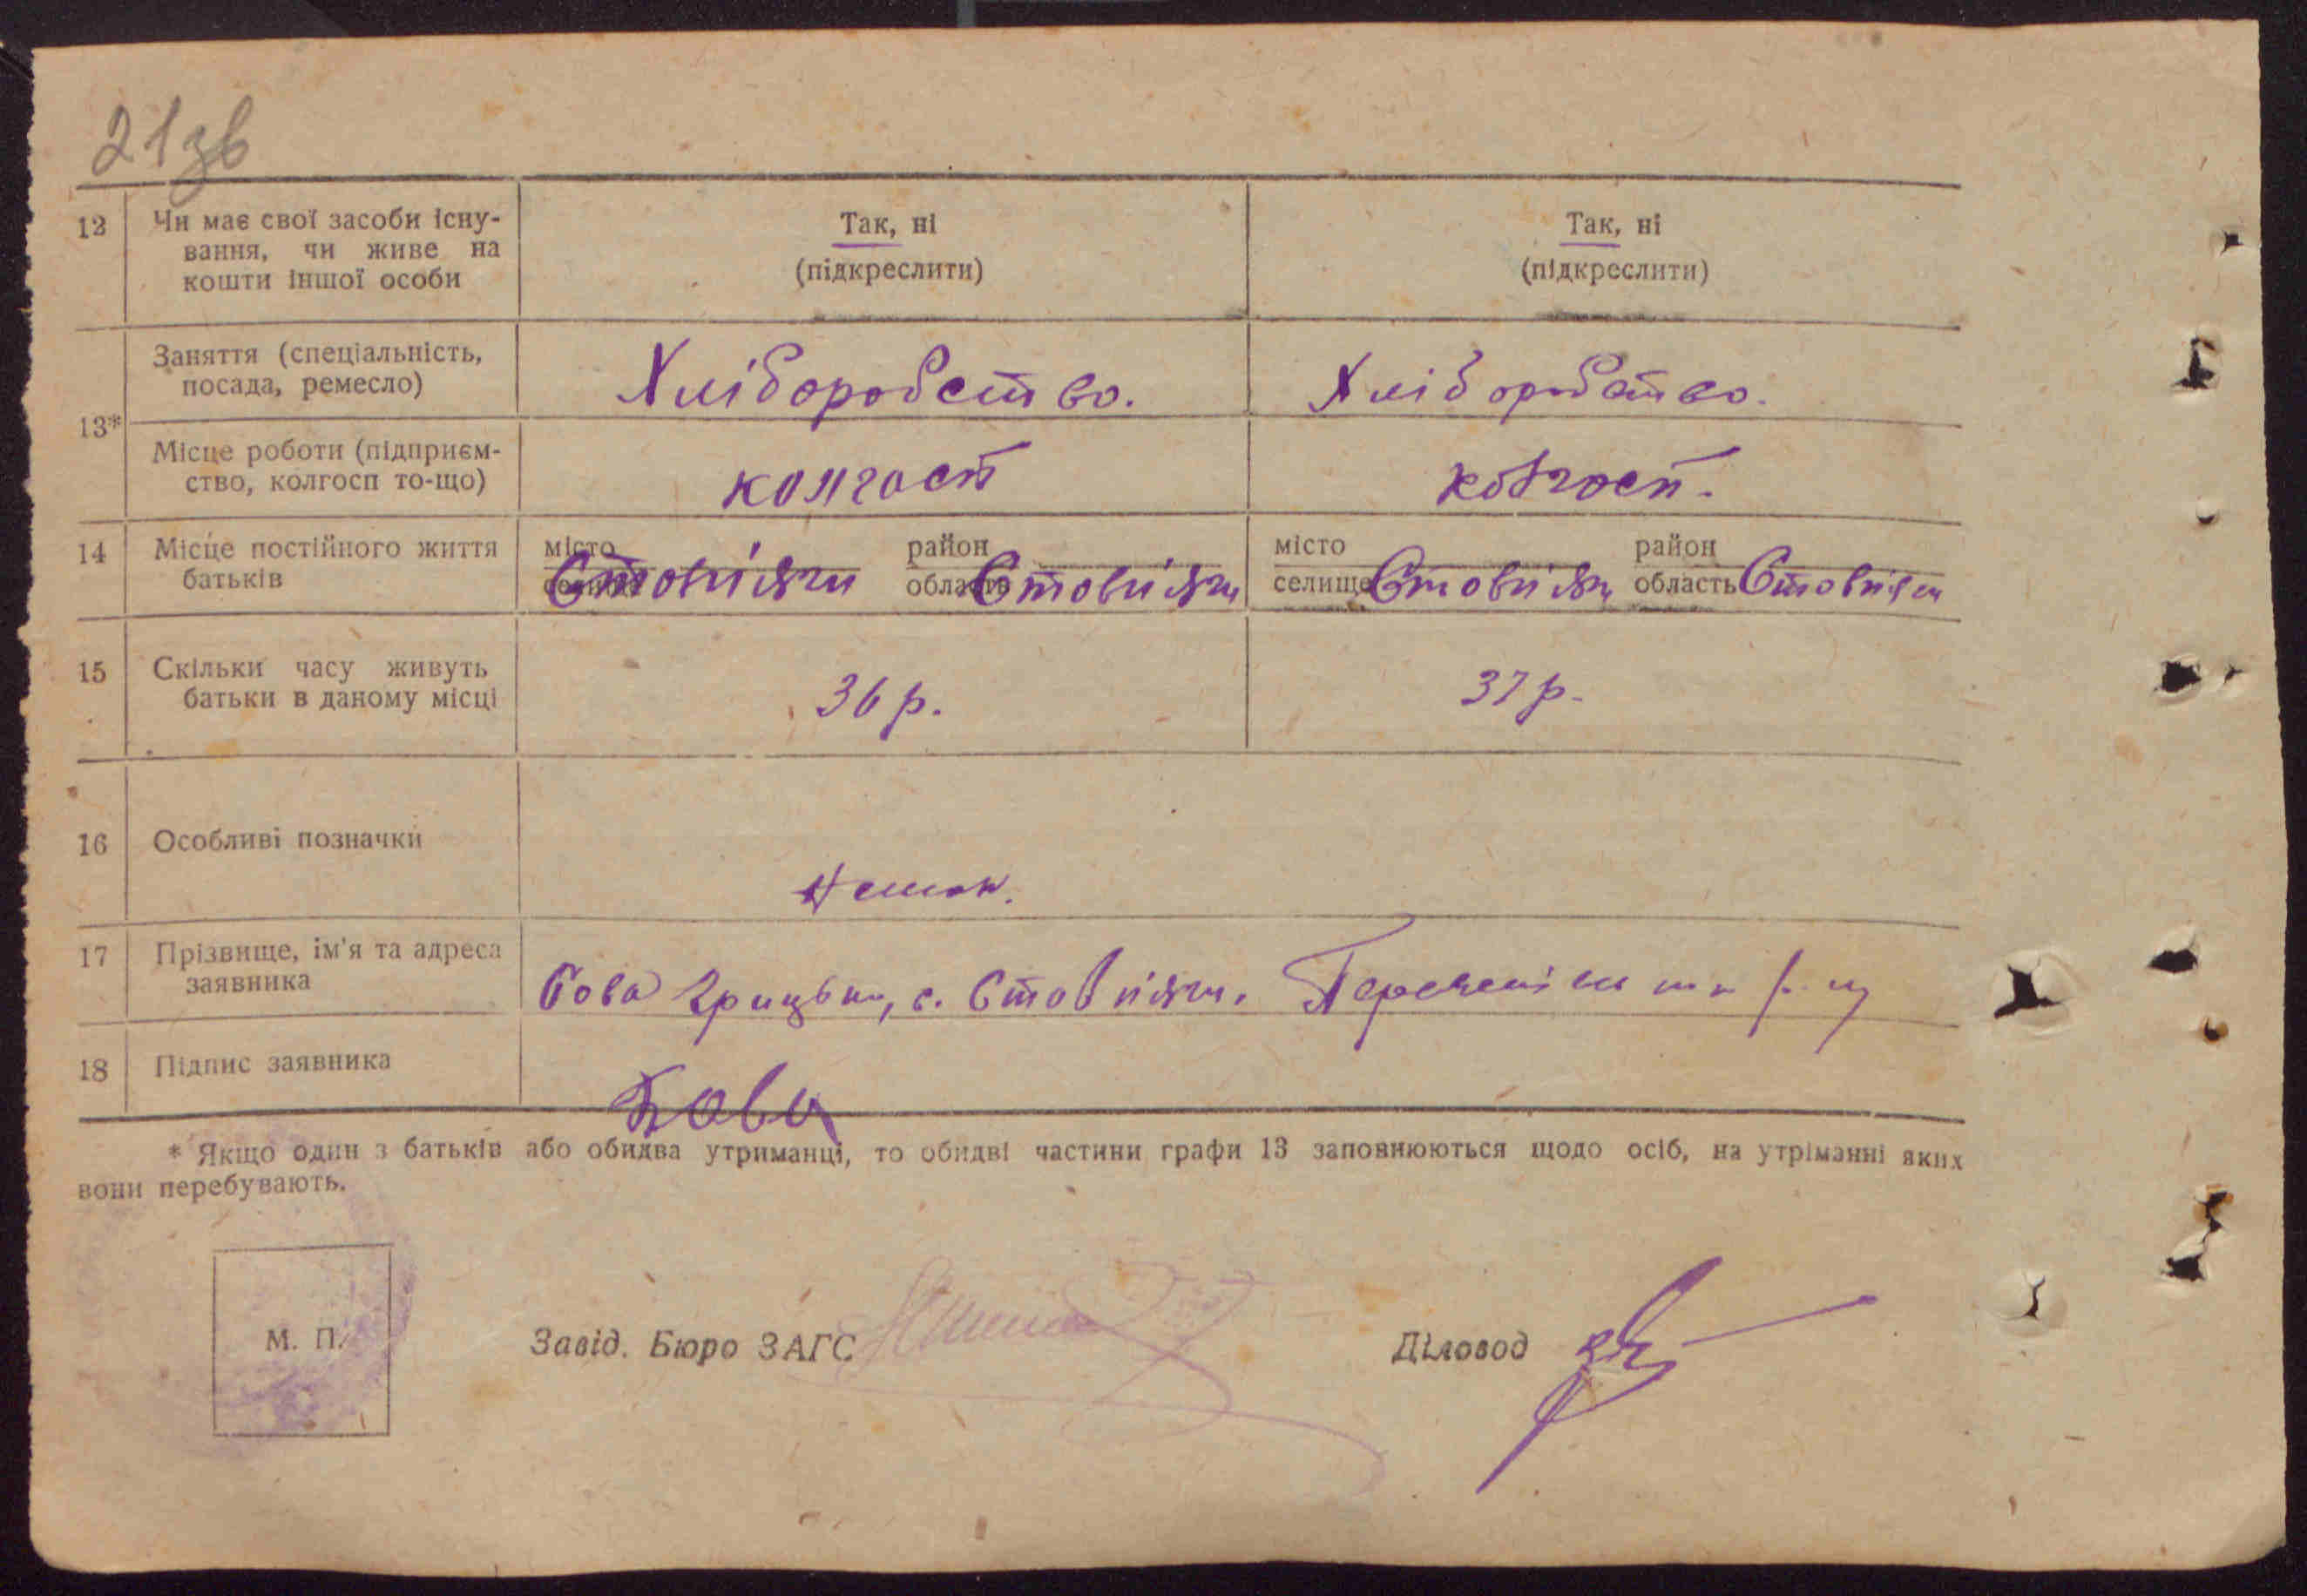 21зв
12 Чи має свої засоби існу-
вання, чи живе на
кошти іншої особи
Так, ні
(підкреслити)
Так, ні
(підкреслити)
13*
Заняття (спеціальність,
посада, ремесло)
Хліборобство.
Хліборобство.
Місце роботи (підприєм-
ство, колгосп то-що)
колгосп
колгосп.
14 Місце постійного життя
батьків
місто
селище Стовпяги
район
область Стовпяги
місто
селище Стовпяги
район
область Стовпяги
15 Скільки часу живуть
батьки в даному місці
36 р.
37 р.
16 Особливі позначки
17 Прізвище, ім'я та адреса
заявника
Сова Грицько, с. Стовпяги.
18 Підпис заявника
Сова
* Якщо один з батьків або обидва утриманці, то обидві частини графи 13 заповнюються щодо осіб, на утріманні яких
вони перебувають.
М. П.
Завід. Бюро ЗАГС
Діловод